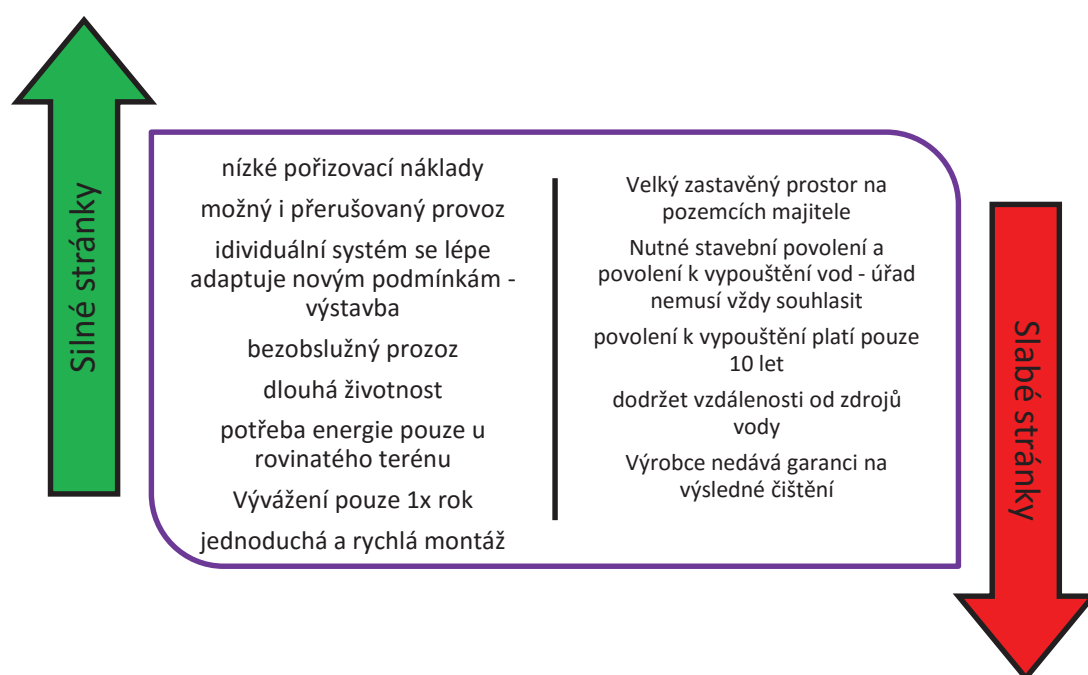 Silné stránky
nízké pořizovací náklady
možný i přerušovaný provoz
idividuální systém se lépe
adaptuje novým podmínkám -
výstavba
bezobslužný prozoz
dlouhá životnost
potřeba energie pouze u
rovinatého terénu
Vývážení pouze 1x rok
jednoduchá a rychlá montáž
Velký zastavěný prostor na
pozemcích majitele
Nutné stavební povolení a
povolení k vypouštění vod - úřad
nemusí vždy souhlasit
povolení k vypouštění platí pouze
10 let
dodržet vzdálenosti od zdrojů
vody
Výrobce nedává garanci na
výsledné čištění
Slabé stránky